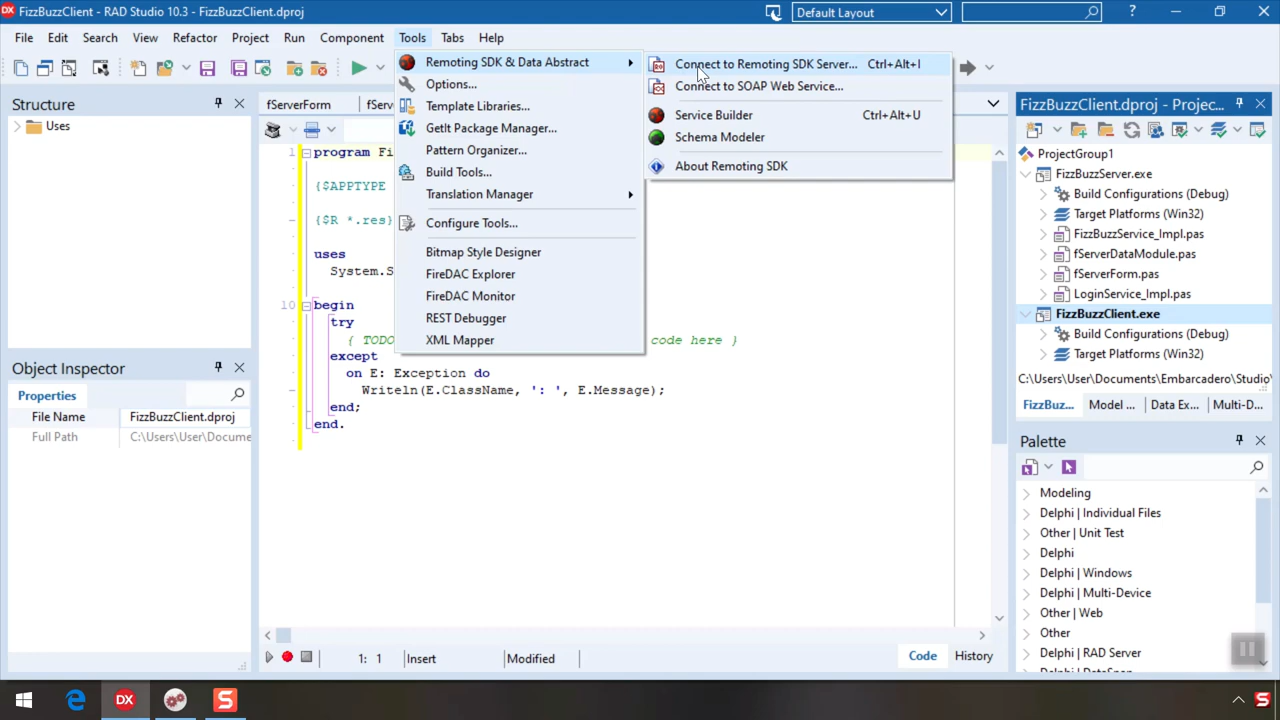 FizzBuzzClient - RAD Studio 10.3 - FizzBuzzClient.dproj
Default Layout
File Edit Search View Refactor Project Run Component Tools Tabs Help
Structure
Uses
Object Inspector
Properties
File Name FizzBuzzClient.dproj
Full Path C:\Users\User\Docume
fServerForm fServ
1 program Fi
{$APPTYPE
{$R *.res}
uses
System.S
10 begin
try
{ TODO code here }
except
on E: Exception do
Writeln(E.ClassName, ': ', E.Message);
end;
end.
Remoting SDK & Data Abstract
Options...
Template Libraries...
GetIt Package Manager...
Pattern Organizer...
Build Tools...
Translation Manager
Configure Tools...
Bitmap Style Designer
FireDAC Explorer
FireDAC Monitor
REST Debugger
XML Mapper
Connect to Remoting SDK Server... Ctrl+Alt+I
Connect to SOAP Web Service...
Service Builder Ctrl+Alt+U
Schema Modeler
About Remoting SDK
1: 1 Insert Modified
Code History
FizzBuzzClient.dproj - Projec...
ProjectGroup1
FizzBuzzServer.exe
Build Configurations (Debug)
Target Platforms (Win32)
FizzBuzzService_Impl.pas
fServerDataModule.pas
fServerForm.pas
LoginService_Impl.pas
FizzBuzzClient.exe
Build Configurations (Debug)
Target Platforms (Win32)
C:\Users\User\Documents\Embarcadero\Studio\
FizzBuz... Model ... Data Ex... Multi-D...
Palette
Modeling
Delphi | Individual Files
Other | Unit Test
Delphi
Delphi | Windows
Delphi | Multi-Device
Other | Web
Other
Delphi | RAD Server
DX